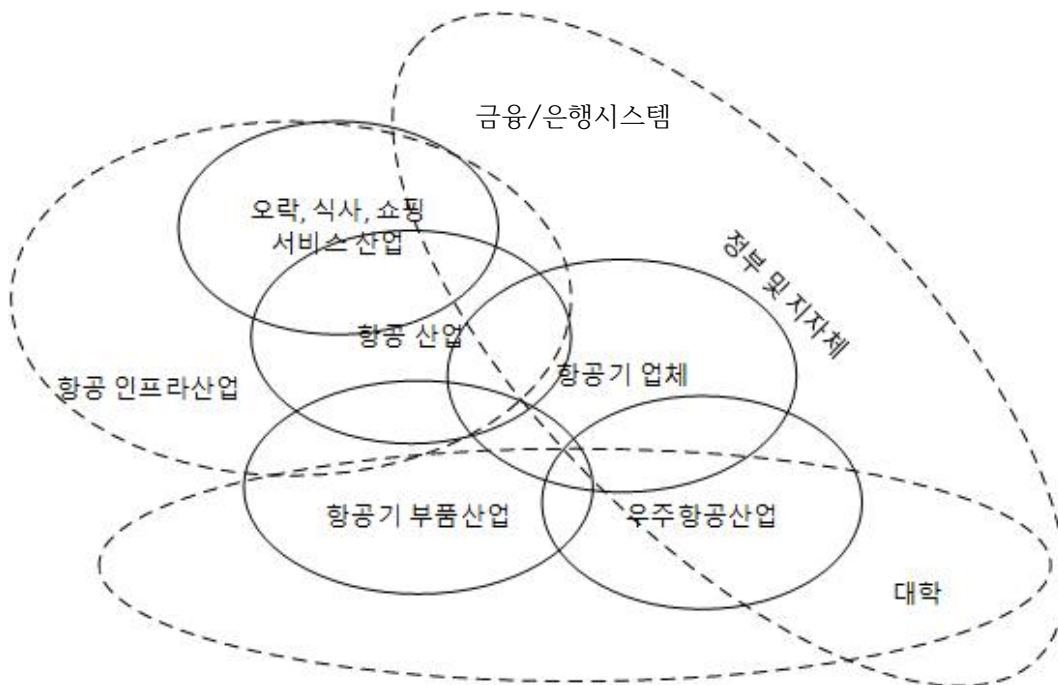 금융/은행시스템
오락, 식사, 쇼핑
서비스 산업
정부 및 지자체
항공 산업
항공기 업체
항공 인프라산업
항공기 부품산업
우주항공산업
대학